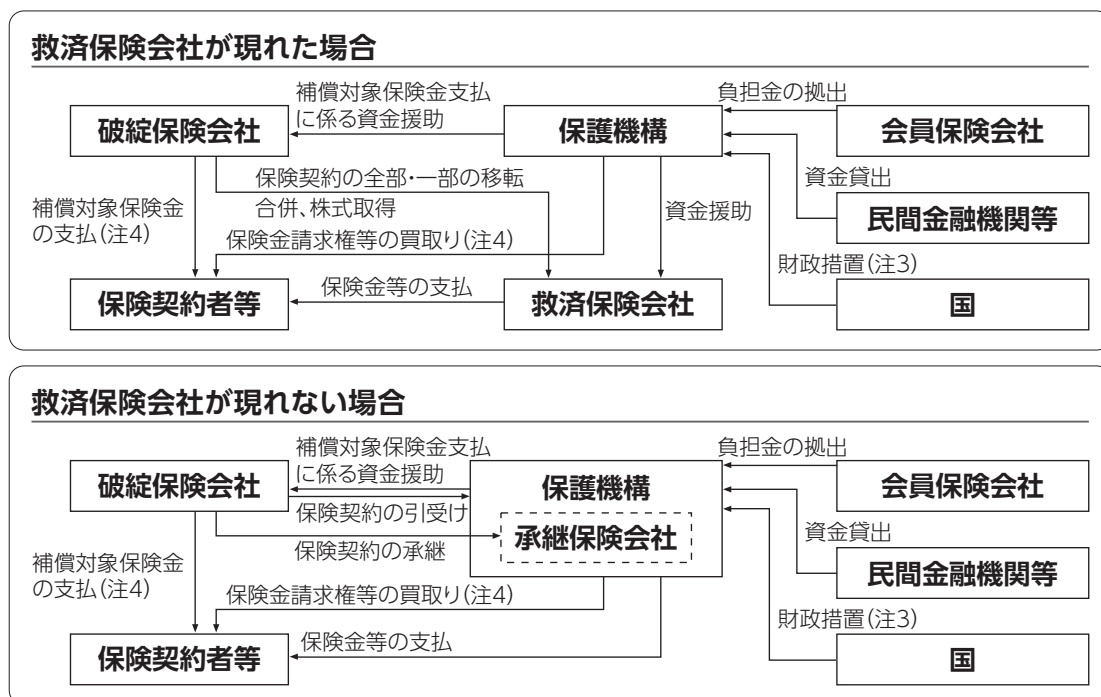 救済保険会社が現れた場合
補償対象保険金支払
に係る資金援助
負担金の拠出
破綻保険会社
保護機構
会員保険会社
保険契約の全部・一部の移転
合併、株式取得
資金貸出
補償対象保険金
の支払(注4)
資金援助
民間金融機関等
保険金請求権等の買取り(注4)
財政措置(注3)
保険金等の支払
保険契約者等
救済保険会社
国
救済保険会社が現れない場合
補償対象保険金支払
に係る資金援助
負担金の拠出
破綻保険会社
保護機構
会員保険会社
保険契約の引受け
承継保険会社
資金貸出
保険契約の承継
補償対象保険金
の支払(注4)
民間金融機関等
保険金請求権等の買取り(注4)
財政措置(注3)
保険金等の支払
保険契約者等
国